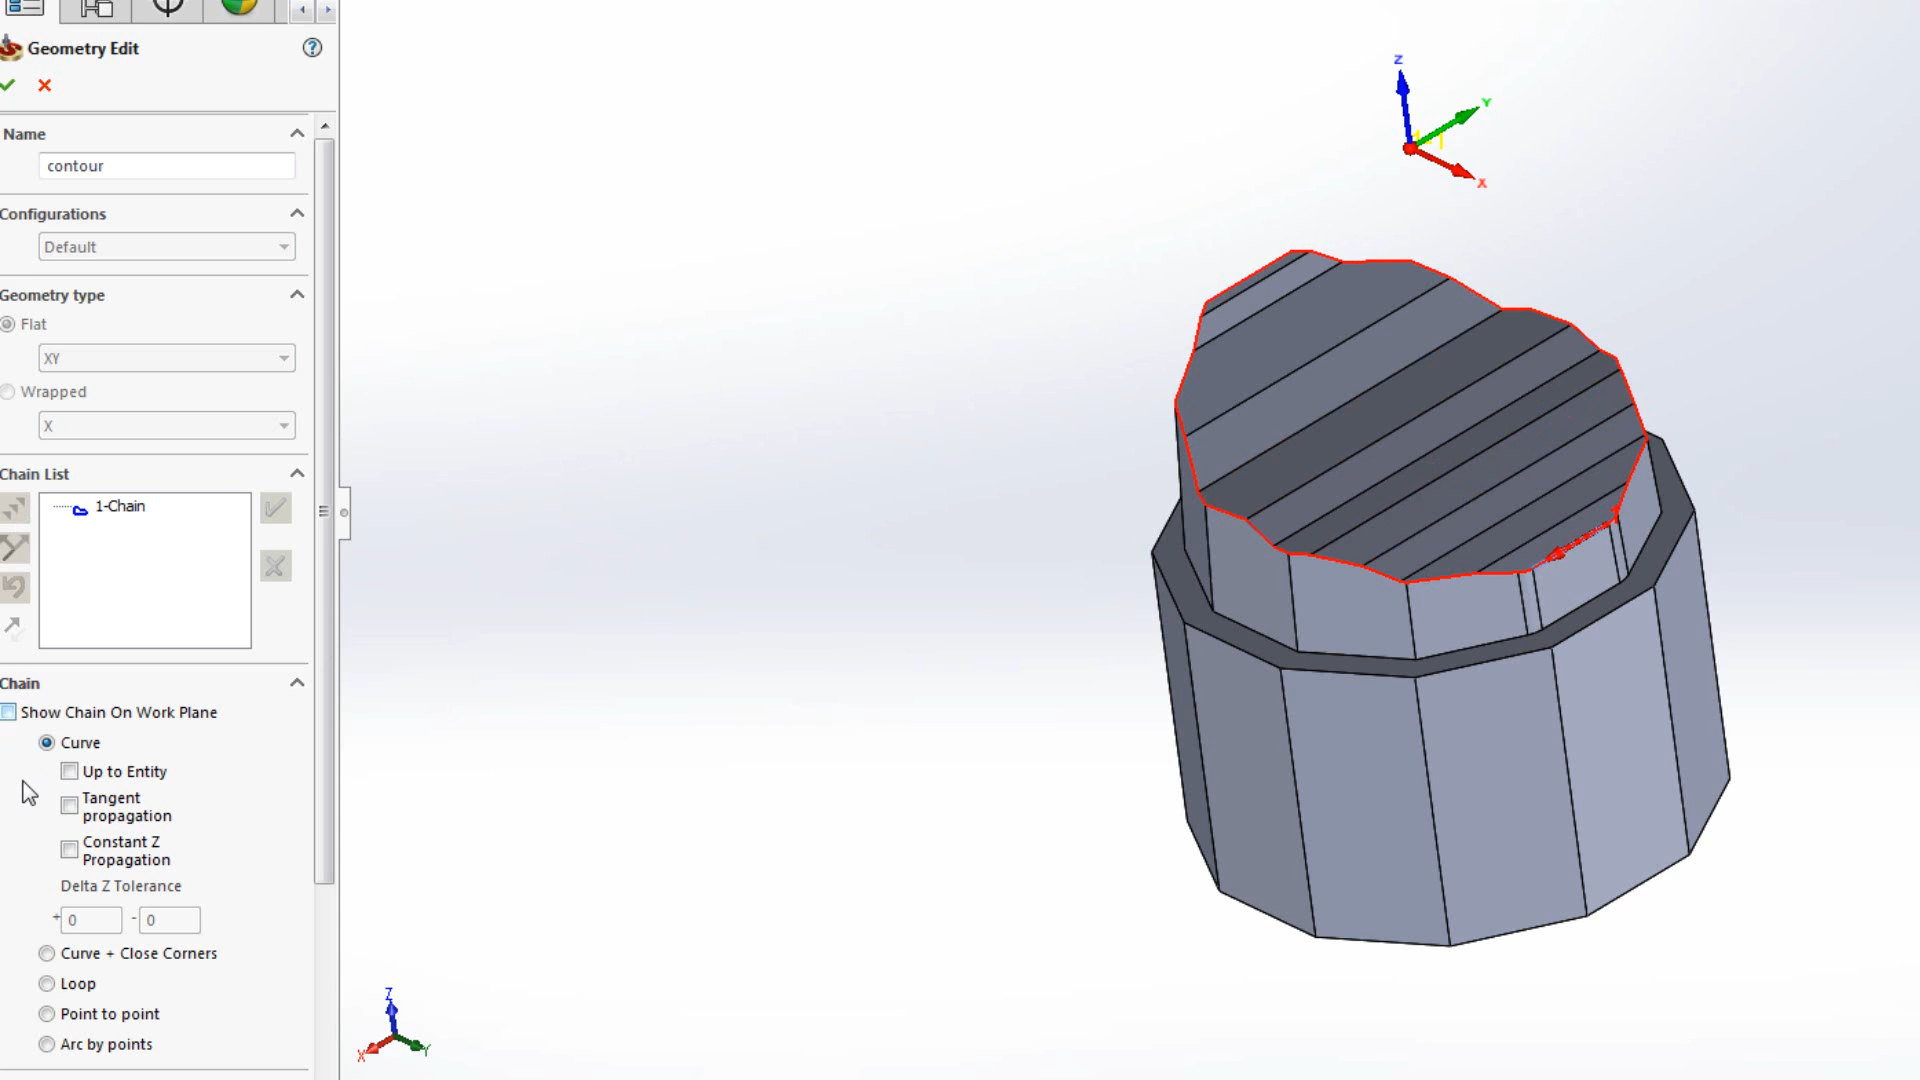 Geometry Edit
?
Name
contour
Configurations
Default
Geometry type
Flat
XY
Wrapped
X
Chain List
1-Chain
Chain
Show Chain On Work Plane
Curve
Up to Entity
Tangent
propagation
Constant Z
Propagation
Delta Z Tolerance
+ 0 - 0
Curve + Close Corners
Loop
Point to point
Arc by points
Z
Y
X
Z
X
Y